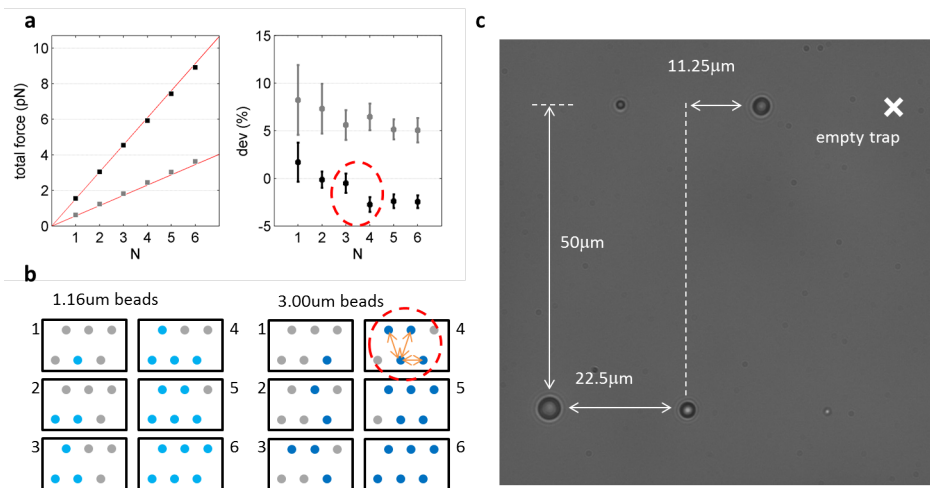 a
total force (pN)
10
8
6
4
2
0
1 2 3 4 5 6
N
dev (%)
15
10
5
0
-5
1 2 3 4 5 6
N
b
1.16um beads
1
4
2
5
3
6
3.00um beads
1
4
2
5
3
6
c
11.25μm
empty trap
50μm
22.5μm